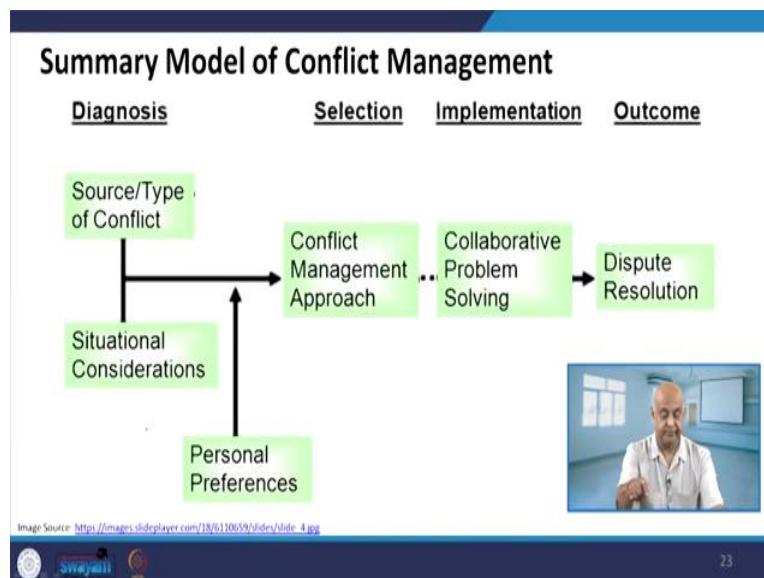 Summary Model of Conflict Management
Diagnosis Selection Implementation Outcome
Source/Type
of Conflict
Conflict
Management
Approach
Collaborative
Problem
Solving
Dispute
Resolution
Situational
Considerations
Personal
Preferences
Image Source: https://images.slideplayer.com/18/6110659/slides/slide_4.jpg
swayam
23